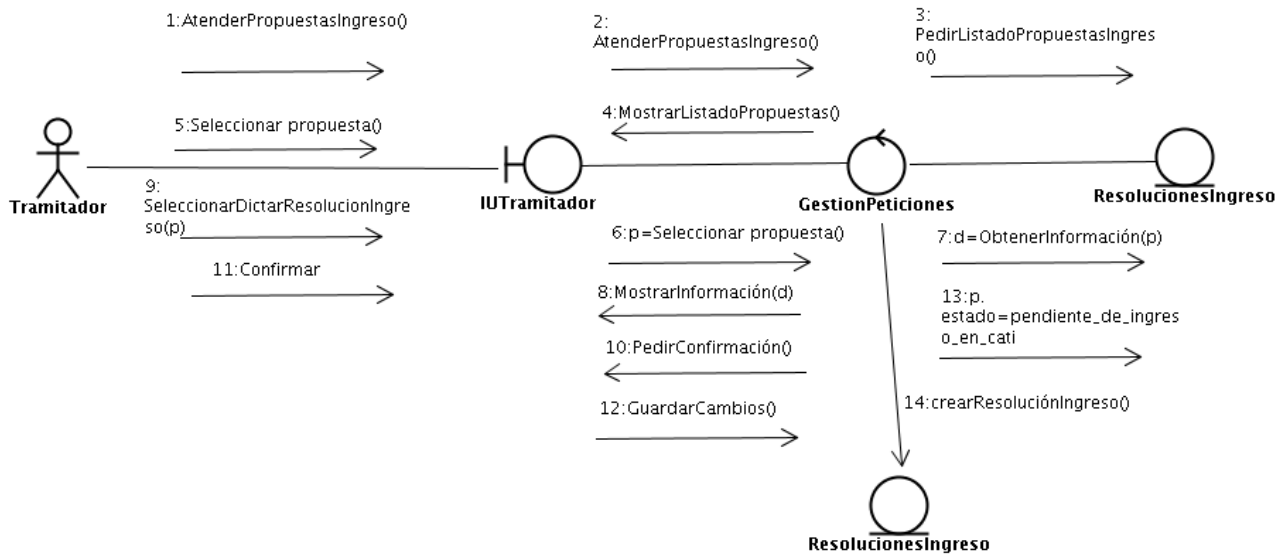 1:AtenderPropuestasIngreso()
2:
AtenderPropuestasIngreso()
3:
PedirListadoPropuestasIngres
o()
4:MostrarListadoPropuestas()
5:Seleccionar propuesta()
Tramitador
IUTramitador
GestionPeticiones
ResolucionesIngreso
9:
SeleccionarDictarResolucionIngre
so(p)
6:p=Seleccionar propuesta()
7:d=ObtenerInformación(p)
11:Confirmar
8:MostrarInformación(d)
13:p.
estado=pendiente_de_ingres
o_en_cati
10:PedirConfirmación()
12:GuardarCambios()
14:crearResoluciónIngreso()
ResolucionesIngreso